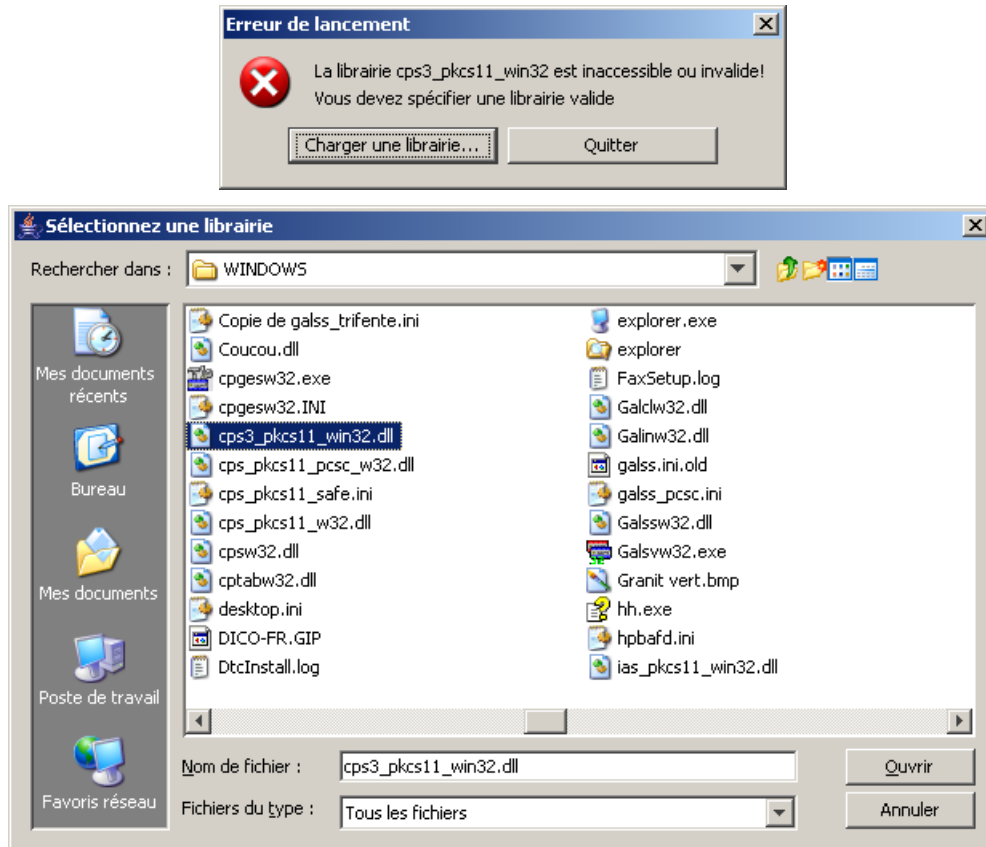 Erreur de lancement
La librairie cps3_pkcs11_win32 est inaccessible ou invalide!
Vous devez spécifier une librairie valide
Charger une librairie...
Quitter
Sélectionnez une librairie
Rechercher dans :
WINDOWS
Mes documents
récents
Bureau
Mes documents
Poste de travail
Favoris réseau
Copie de galss_trifente.ini
Coucou.dll
cpgesw32.exe
cpgesw32.INI
cps3_pkcs11_win32.dll
cps_pkcs11_pcsc_w32.dll
cps_pkcs11_safe.ini
cps_pkcs11_w32.dll
cpsw32.dll
cptabw32.dll
desktop.ini
DICO-FR.GIP
DtcInstall.log
explorer.exe
explorer
FaxSetup.log
Galclw32.dll
Galinw32.dll
galss.ini.old
galss_pcsc.ini
Galssw32.dll
Galsvw32.exe
Granit vert.bmp
hh.exe
hpbafd.ini
ias_pkcs11_win32.dll
Nom de fichier :
cps3_pkcs11_win32.dll
Ouvrir
Fichiers du type :
Tous les fichiers
Annuler